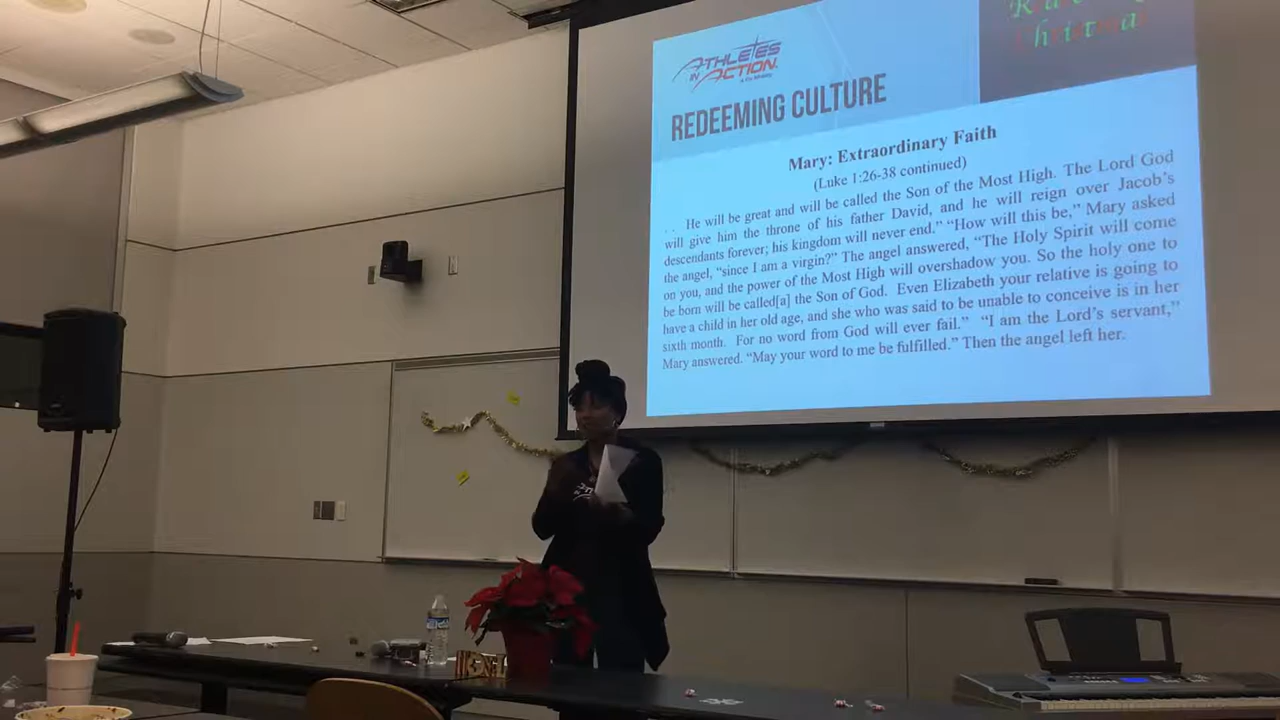 ATHLETES
IN ACTION
REDEEMING CULTURE
Christmas
Mary: Extraordinary Faith
(Luke 1:26-38 continued)
. . He will be great and will be called the Son of the Most High. The Lord God
will give him the throne of his father David, and he will reign over Jacob’s
descendants forever; his kingdom will never end.” “How will this be,” Mary asked
the angel, “since I am a virgin?” The angel answered, “The Holy Spirit will come
on you, and the power of the Most High will overshadow you. So the holy one to
be born will be called[a] the Son of God. Even Elizabeth your relative is going to
have a child in her old age, and she who was said to be unable to conceive is in her
sixth month. For no word from God will ever fail.” “I am the Lord’s servant,”
Mary answered. “May your word to me be fulfilled.” Then the angel left her.